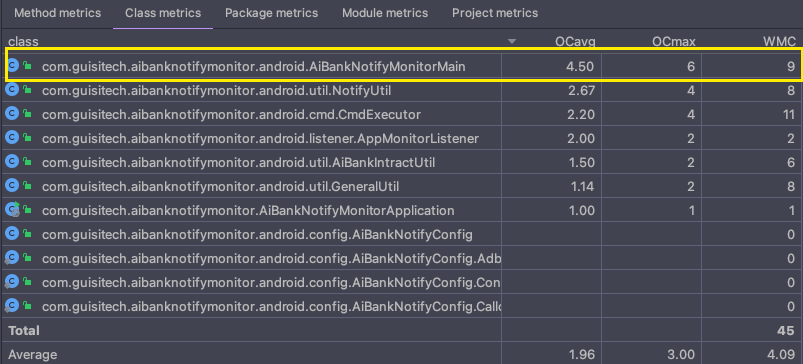 Method metrics Class metrics Package metrics Module metrics Project metrics
class OCavg OCmax WMC
com.guisitech.aibanknotifymonitor.android.AiBankNotifyMonitorMain 4.50 6 9
com.guisitech.aibanknotifymonitor.android.util.NotifyUtil 2.67 4 8
com.guisitech.aibanknotifymonitor.android.cmd.CmdExecutor 2.20 4 11
com.guisitech.aibanknotifymonitor.android.listener.AppMonitorListener 2.00 2 2
com.guisitech.aibanknotifymonitor.android.util.AiBankIntractUtil 1.50 2 6
com.guisitech.aibanknotifymonitor.android.util.GeneralUtil 1.14 2 8
com.guisitech.aibanknotifymonitor.AiBankNotifyMonitorApplication 1.00 1 1
com.guisitech.aibanknotifymonitor.android.config.AiBankNotifyConfig 0
com.guisitech.aibanknotifymonitor.android.config.AiBankNotifyConfig.Adb 0
com.guisitech.aibanknotifymonitor.android.config.AiBankNotifyConfig.Con 0
com.guisitech.aibanknotifymonitor.android.config.AiBankNotifyConfig.Callc 0
Total 45
Average 1.96 3.00 4.09